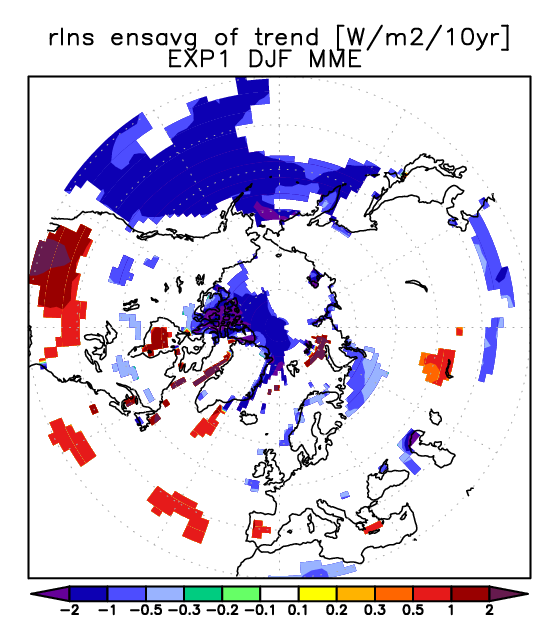 rlns ensavg of trend [W/m2/10yr]
EXP1 DJF MME
-2 -1 -0.5 -0.3 -0.2 -0.1 0.1 0.2 0.3 0.5 1 2